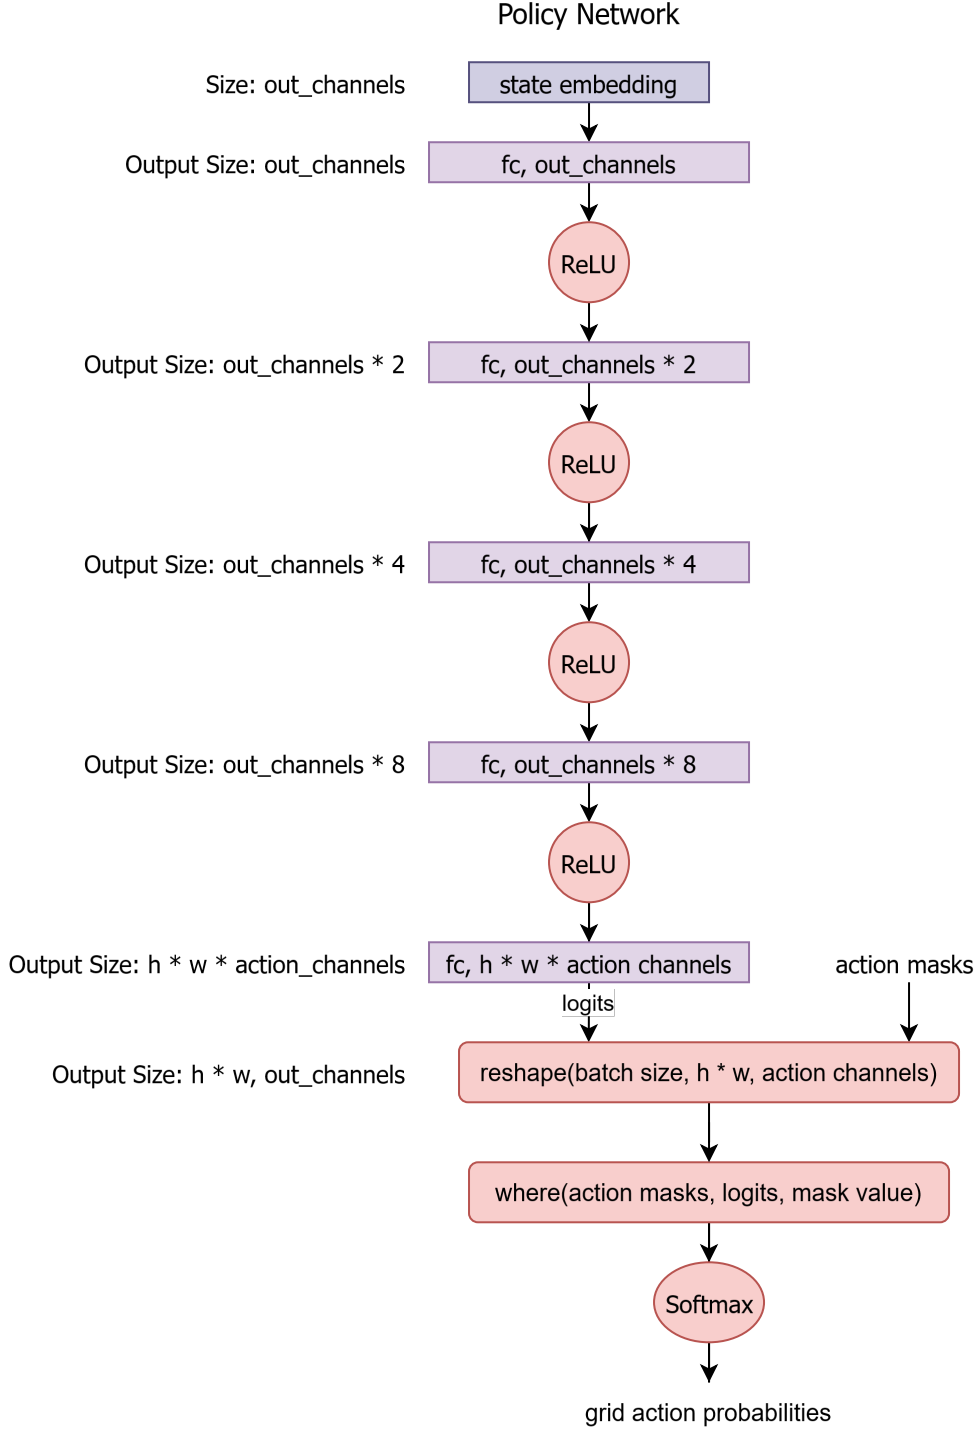 Policy Network
Size: out_channels
state embedding
Output Size: out_channels
fc, out_channels
ReLU
Output Size: out_channels * 2
fc, out_channels * 2
ReLU
Output Size: out_channels * 4
fc, out_channels * 4
ReLU
Output Size: out_channels * 8
fc, out_channels * 8
ReLU
Output Size: h * w * action_channels
fc, h * w * action channels
action masks
logits
Output Size: h * w, out_channels
reshape(batch size, h * w, action channels)
where(action masks, logits, mask value)
Softmax
grid action probabilities